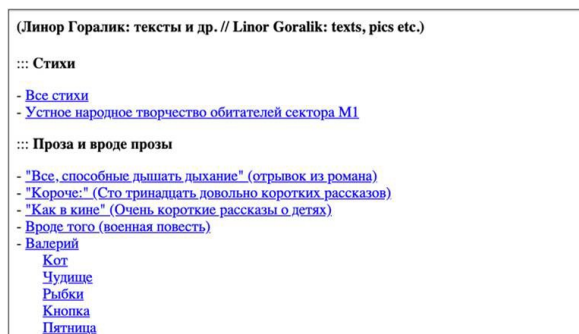 (Линор Горалик: тексты и др. // Linor Goralik: texts, pics etc.)
::: Стихи
- Все стихи
- Устное народное творчество обитателей сектора М1
::: Проза и вроде прозы
- "Все, способные дышать дыхание" (отрывок из романа)
- "Короче:" (Сто тринадцать довольно коротких рассказов)
- "Как в кине" (Очень короткие рассказы о детях)
- Вроде того (военная повесть)
- Валерий
Кот
Чудище
Рыбки
Кнопка
Пятница